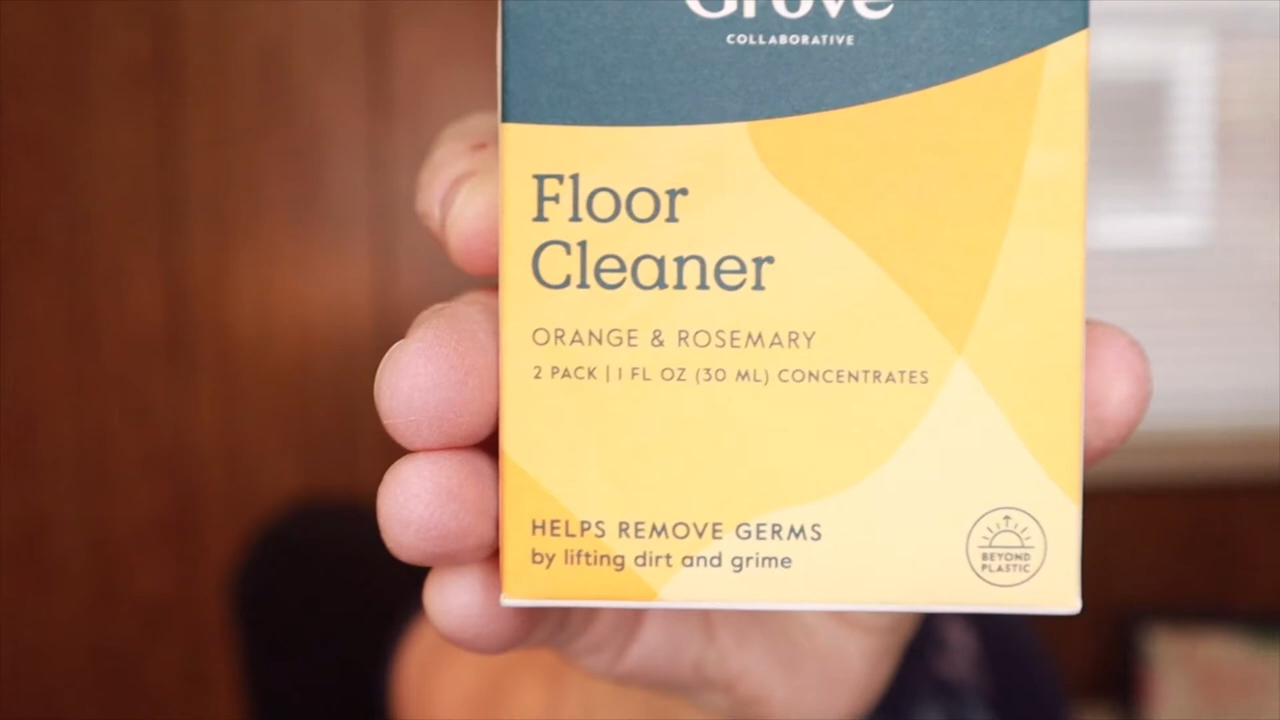 Grove
COLLABORATIVE
Floor
Cleaner
ORANGE & ROSEMARY
2 PACK | 1 FL OZ (30 ML) CONCENTRATES
HELPS REMOVE GERMS
by lifting dirt and grime
BEYOND
PLASTIC